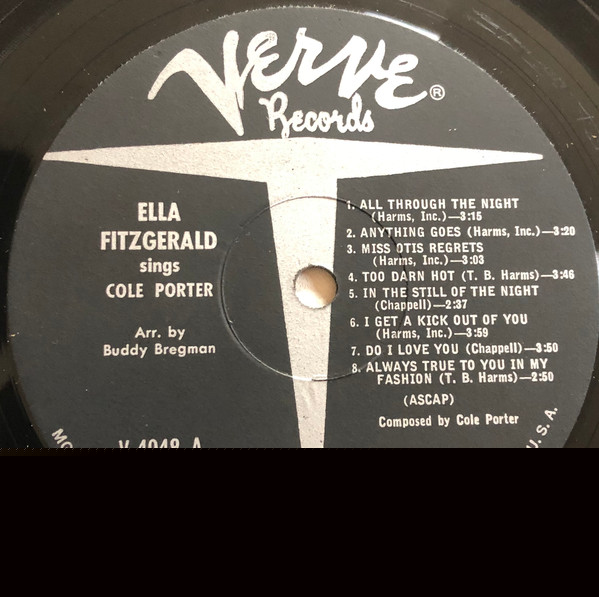 VERVE®
Records
ELLA
FITZGERALD
sings
COLE PORTER
Arr. by
Buddy Bregman
1. ALL THROUGH THE NIGHT
(Harms, Inc.)—3:15
2. ANYTHING GOES (Harms, Inc.)—3:20
3. MISS OTIS REGRETS
(Harms, Inc.)—3:03
4. TOO DARN HOT (T. B. Harms)—3:46
5. IN THE STILL OF THE NIGHT
(Chappell)—2:37
6. I GET A KICK OUT OF YOU
(Harms, Inc.)—3:59
7. DO I LOVE YOU (Chappell)—3:50
8. ALWAYS TRUE TO YOU IN MY
FASHION (T. B. Harms)—2:50
(ASCAP)
Composed by Cole Porter
V-4049 A
U. S. A.